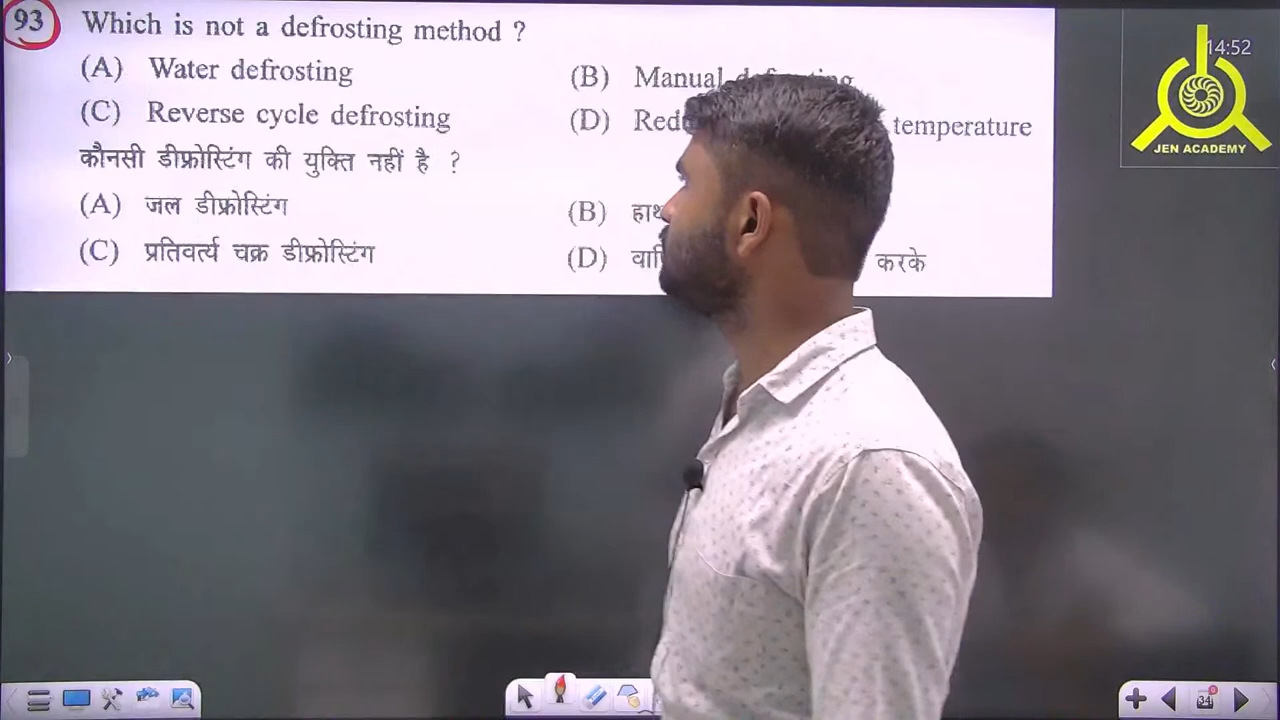 93 Which is not a defrosting method ?
(A) Water defrosting (B) Manual
(C) Reverse cycle defrosting (D) temperature
कौनसी डीफ्रोस्टिंग की युक्ति नहीं है ?
(A) जल डीफ्रोस्टिंग (B)
(C) प्रतिवर्त्य चक्र डीफ्रोस्टिंग (D) करके
14:52
JEN ACADEMY
34